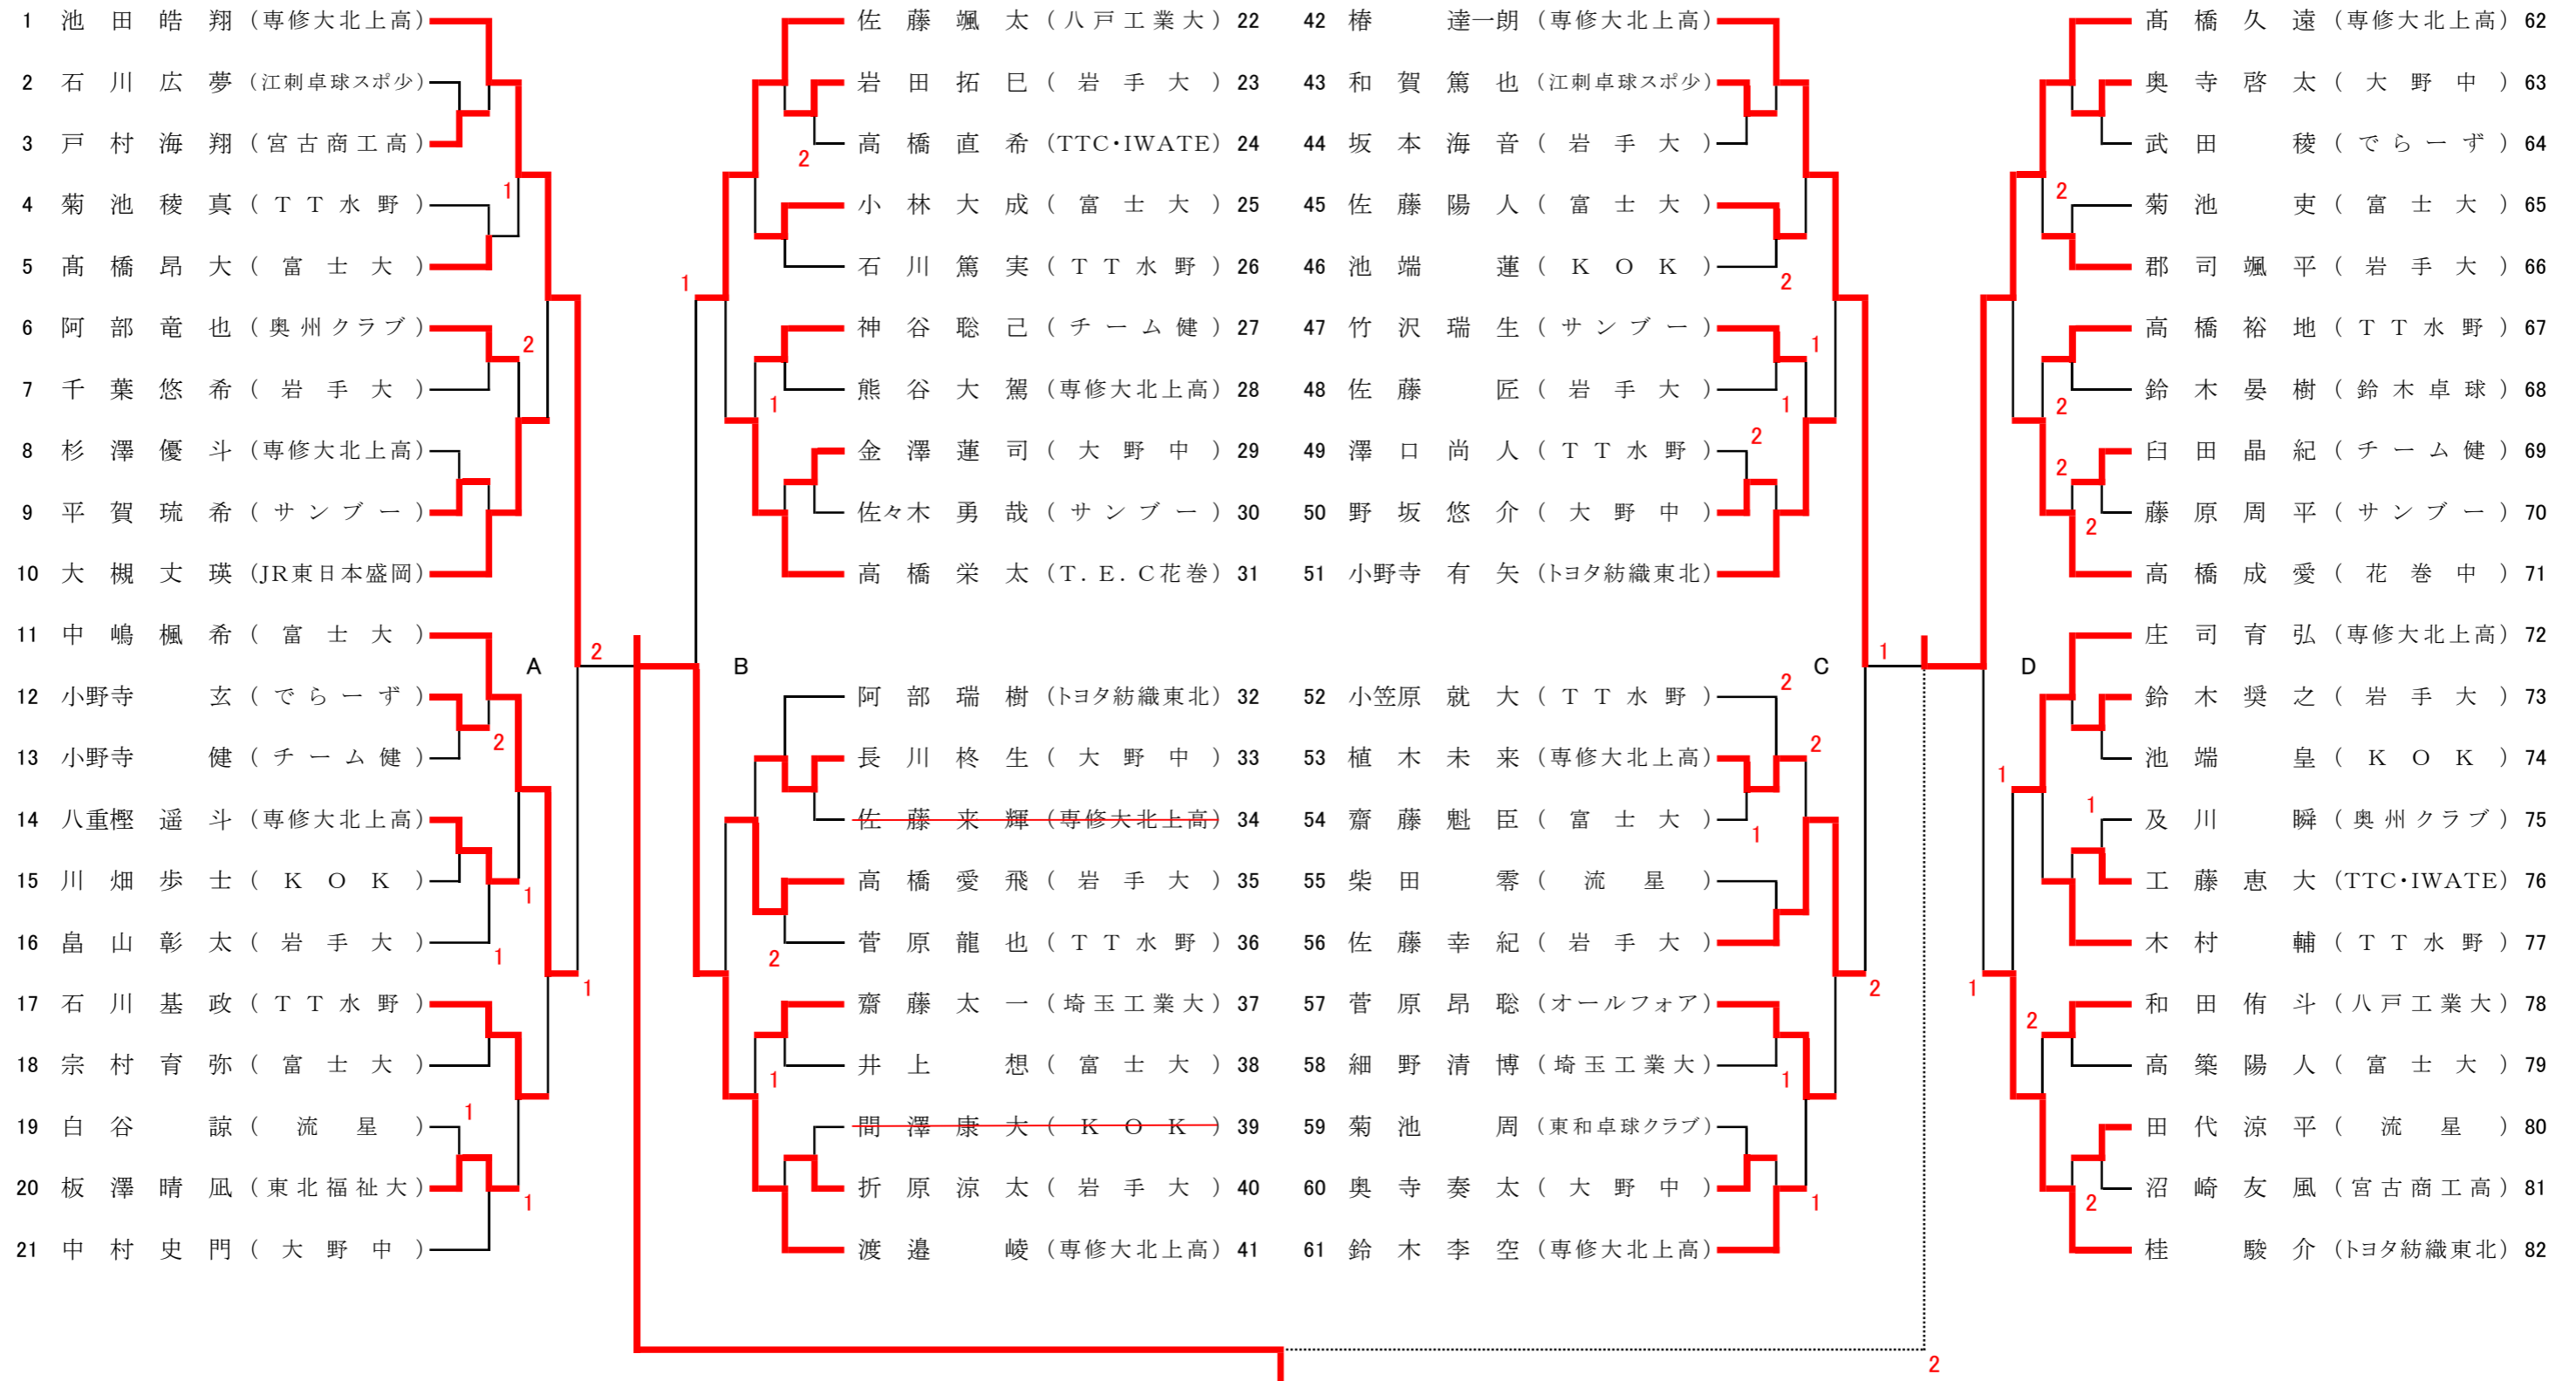 1 池田皓翔 (専修大北上高)
2 石川広夢 (江刺卓球スポ少)
3 戸村海翔 (宮古商工高)
4 菊池稜真 (TT水野)
5 髙橋昂大 (富士大)
6 阿部竜也 (奥州クラブ)
7 千葉悠希 (岩手大)
8 杉澤優斗 (専修大北上高)
9 平賀琉希 (サンブー)
10 大槻丈瑛 (JR東日本盛岡)
11 中嶋楓希 (富士大)
12 小野寺玄 (でらーず)
13 小野寺健 (チーム健)
14 八重樫遥斗 (専修大北上高)
15 川畑歩士 (KOK)
16 畠山彰太 (岩手大)
17 石川基政 (TT水野)
18 宗村育弥 (富士大)
19 白谷諒 (流星)
20 板澤晴凪 (東北福祉大)
21 中村史門 (大野中)
1
2
2
1
1
1
1
1
A
2
1
佐藤颯太 (八戸工業大) 22
岩田拓巳 (岩手大) 23
高橋直希 (TTC・IWATE) 24
小林大成 (富士大) 25
石川篤実 (TT水野) 26
神谷聡己 (チーム健) 27
熊谷大駕 (専修大北上高) 28
金澤蓮司 (大野中) 29
佐々木勇哉 (サンブー) 30
高橋栄太 (T.E.C花巻) 31
阿部瑞樹 (トヨタ紡織東北) 32
長川柊生 (大野中) 33
佐藤来輝 (専修大北上高) 34
高橋愛飛 (岩手大) 35
菅原龍也 (TT水野) 36
齋藤太一 (埼玉工業大) 37
井上想 (富士大) 38
間澤康大 (KOK) 39
折原涼太 (岩手大) 40
渡邉崚 (専修大北上高) 41
2
1
1
B
2
1
42 椿達一朗 (専修大北上高)
43 和賀篤也 (江刺卓球スポ少)
44 坂本海音 (岩手大)
45 佐藤陽人 (富士大)
46 池端蓮 (KOK)
47 竹沢瑞生 (サンブー)
48 佐藤匠 (岩手大)
49 澤口尚人 (TT水野)
50 野坂悠介 (大野中)
51 小野寺有矢 (トヨタ紡織東北)
52 小笠原就大 (TT水野)
53 植木未来 (専修大北上高)
54 齋藤魁臣 (富士大)
55 柴田零 (流星)
56 佐藤幸紀 (岩手大)
57 菅原昂聡 (オールフォア)
58 細野清博 (埼玉工業大)
59 菊池周 (東和卓球クラブ)
60 奥寺奏太 (大野中)
61 鈴木李空 (専修大北上高)
2
1
1
2
C
1
2
2
1
2
1
1
髙橋久遠 (専修大北上高) 62
奥寺啓太 (大野中) 63
武田稜 (でらーず) 64
菊池吏 (富士大) 65
郡司颯平 (岩手大) 66
高橋裕地 (TT水野) 67
鈴木晏樹 (鈴木卓球) 68
臼田晶紀 (チーム健) 69
藤原周平 (サンブー) 70
高橋成愛 (花巻中) 71
庄司育弘 (専修大北上高) 72
鈴木奨之 (岩手大) 73
池端皇 (KOK) 74
及川瞬 (奥州クラブ) 75
工藤恵大 (TTC・IWATE) 76
木村輔 (TT水野) 77
和田侑斗 (八戸工業大) 78
高築陽人 (富士大) 79
田代涼平 (流星) 80
沼崎友風 (宮古商工高) 81
桂駿介 (トヨタ紡織東北) 82
2
2
2
2
D
1
1
1
2
2
2